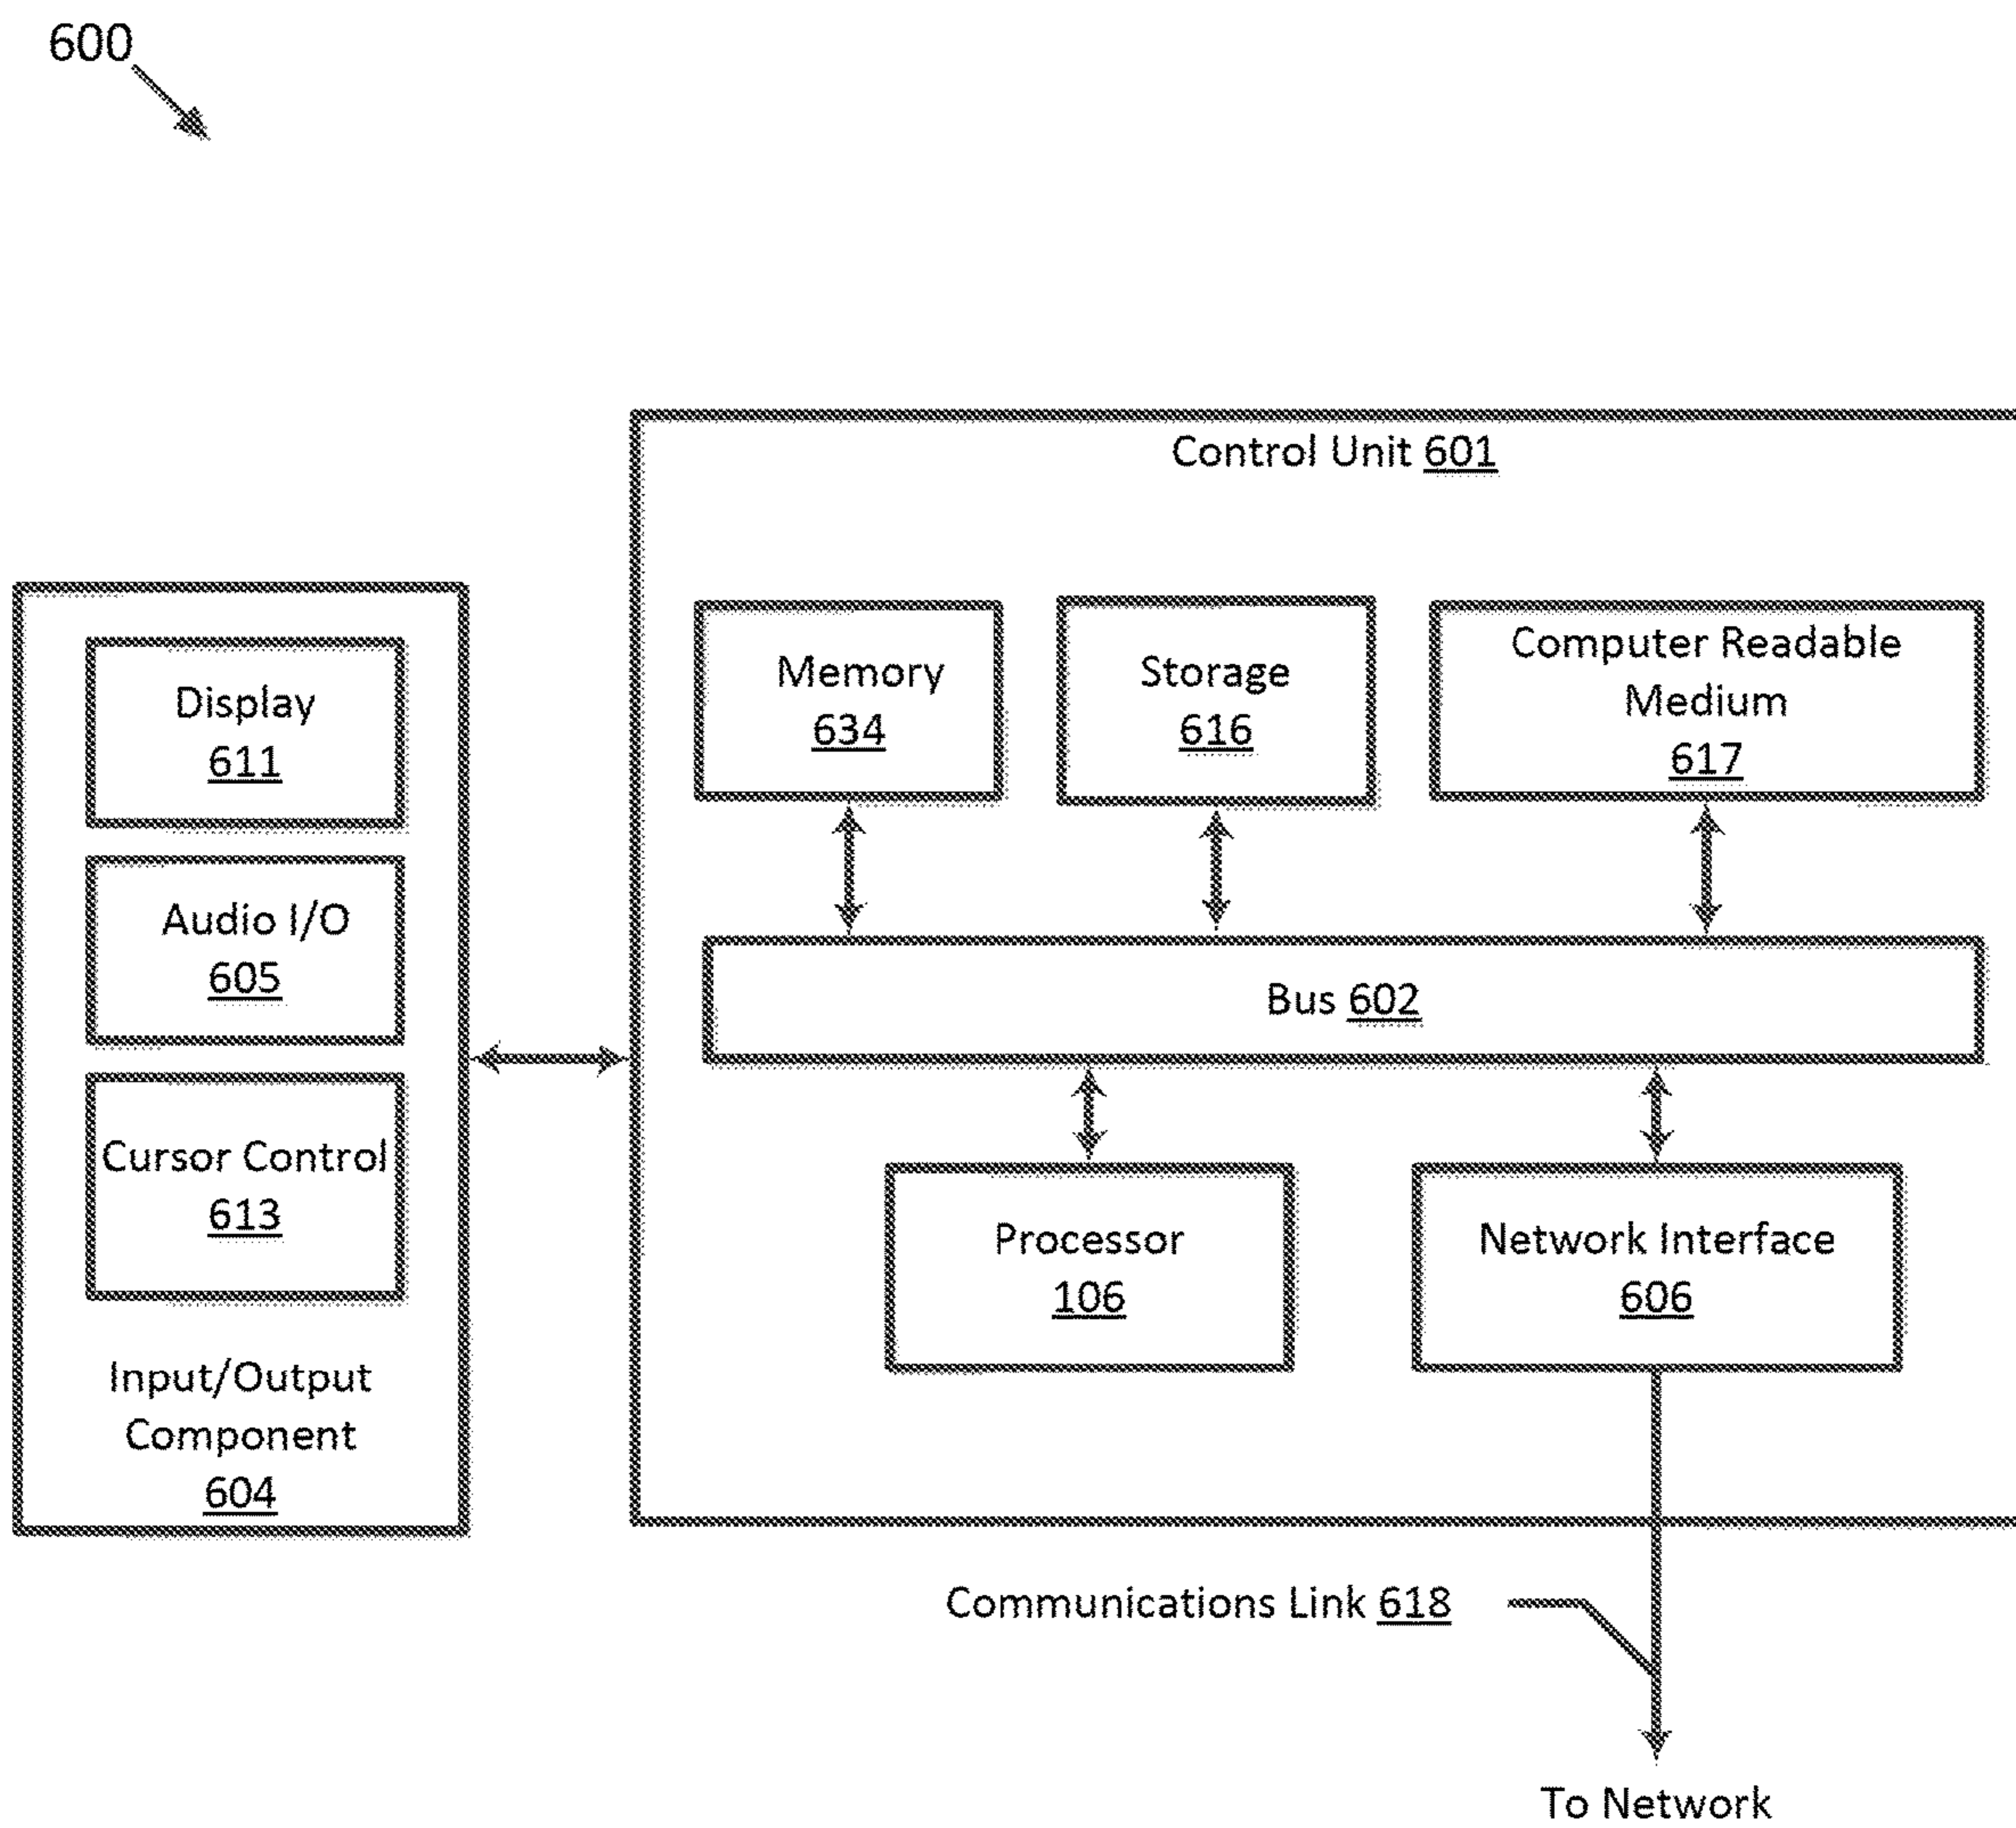 600
Control Unit 601
Memory
634
Storage
616
Computer Readable
Medium
617
Display
611
Audio I/O
605
Cursor Control
613
Input/Output
Component
604
Bus 602
Processor
106
Network Interface
606
Communications Link 618
To Network